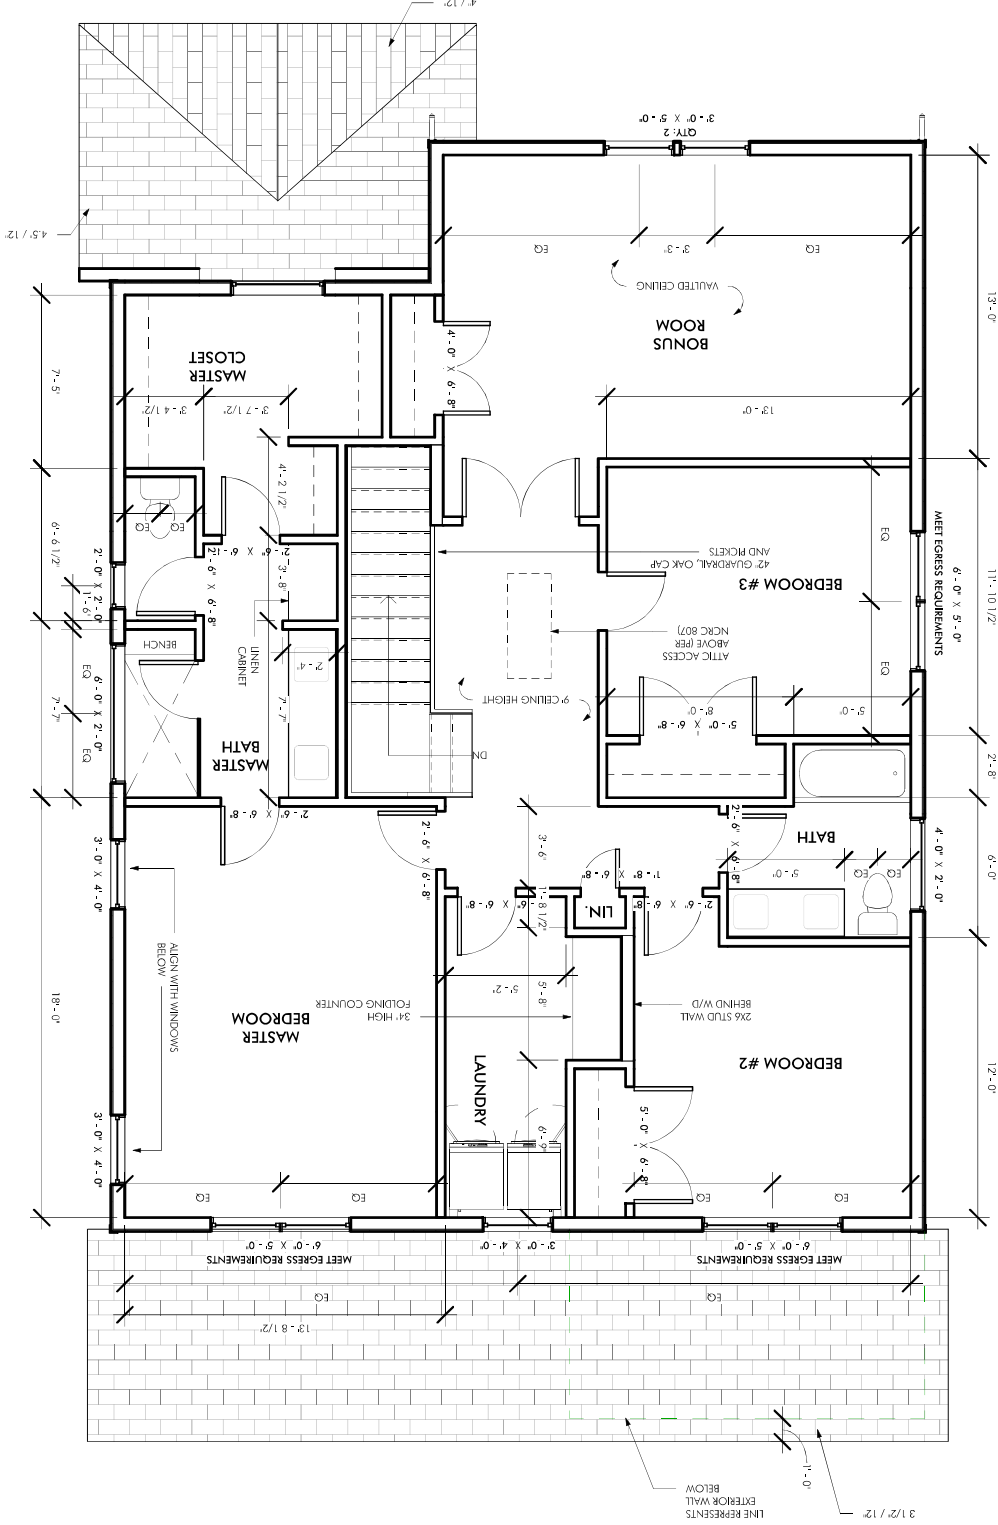 4" / 12"
4.5" / 12"
3' - 0" X 5' - 0"
QTY: 2
EQ
3' - 3"
EQ
VAULTED CEILING
BONUS
ROOM
13' - 0"
4' - 0" X 6' - 8"
13' - 0"
MASTER
CLOSET
3' - 4 1/2"
3' - 7 1/2"
7' - 5"
4' - 2 1/2"
EQ
EQ
6' - 6 1/2"
2' - 0" X 2' - 0"
1' - 6"
2' - 6" X 6' - 8"
2' - 6" X 6' - 8"
3' - 8"
LINEN
CABINET
BENCH
2' - 4"
7' - 7"
MASTER
BATH
EQ
6' - 0" X 2' - 0"
7' - 7"
EQ
42" GUARDRAIL, OAK CAP
AND PICKETS
ATTIC ACCESS
ABOVE (PER
NCRC 807)
9' CEILING HEIGHT
DN
BEDROOM #3
EQ
EQ
MEET EGRESS REQUIREMENTS
6' - 0" X 5' - 0"
11' - 10 1/2"
8' - 0"
5' - 0"
5' - 0" X 6' - 8"
2' - 8"
BATH
2' - 6" X 6' - 8"
5' - 0"
EQ
EQ
4' - 0" X 2' - 0"
6' - 0"
2' - 6" X 6' - 8"
2' - 6" X 6' - 8"
3' - 6"
1' - 8" X 6' - 8"
1' - 8 1/2"
6" X 6' - 8"
LIN.
2' - 6" X 6' - 8"
3' - 0" X 4' - 0"
ALIGN WITH WINDOWS
BELOW
18' - 0"
MASTER
BEDROOM
34" HIGH
FOLDING COUNTER
5' - 2"
5' - 8"
2X6 STUD WALL
BEHIND W/D
BEDROOM #2
LAUNDRY
5' - 0" X 6' - 8"
6' - 9"
12' - 0"
3' - 0" X 4' - 0"
EQ
EQ
EQ
EQ
6' - 0" X 5' - 0"
MEET EGRESS REQUIREMENTS
3' - 0" X 4' - 0"
6' - 0" X 5' - 0"
MEET EGRESS REQUIREMENTS
EQ
EQ
13' - 8 1/2"
1' - 0"
LINE REPRESENTS
EXTERIOR WALL
BELOW
3 1/2" / 12"